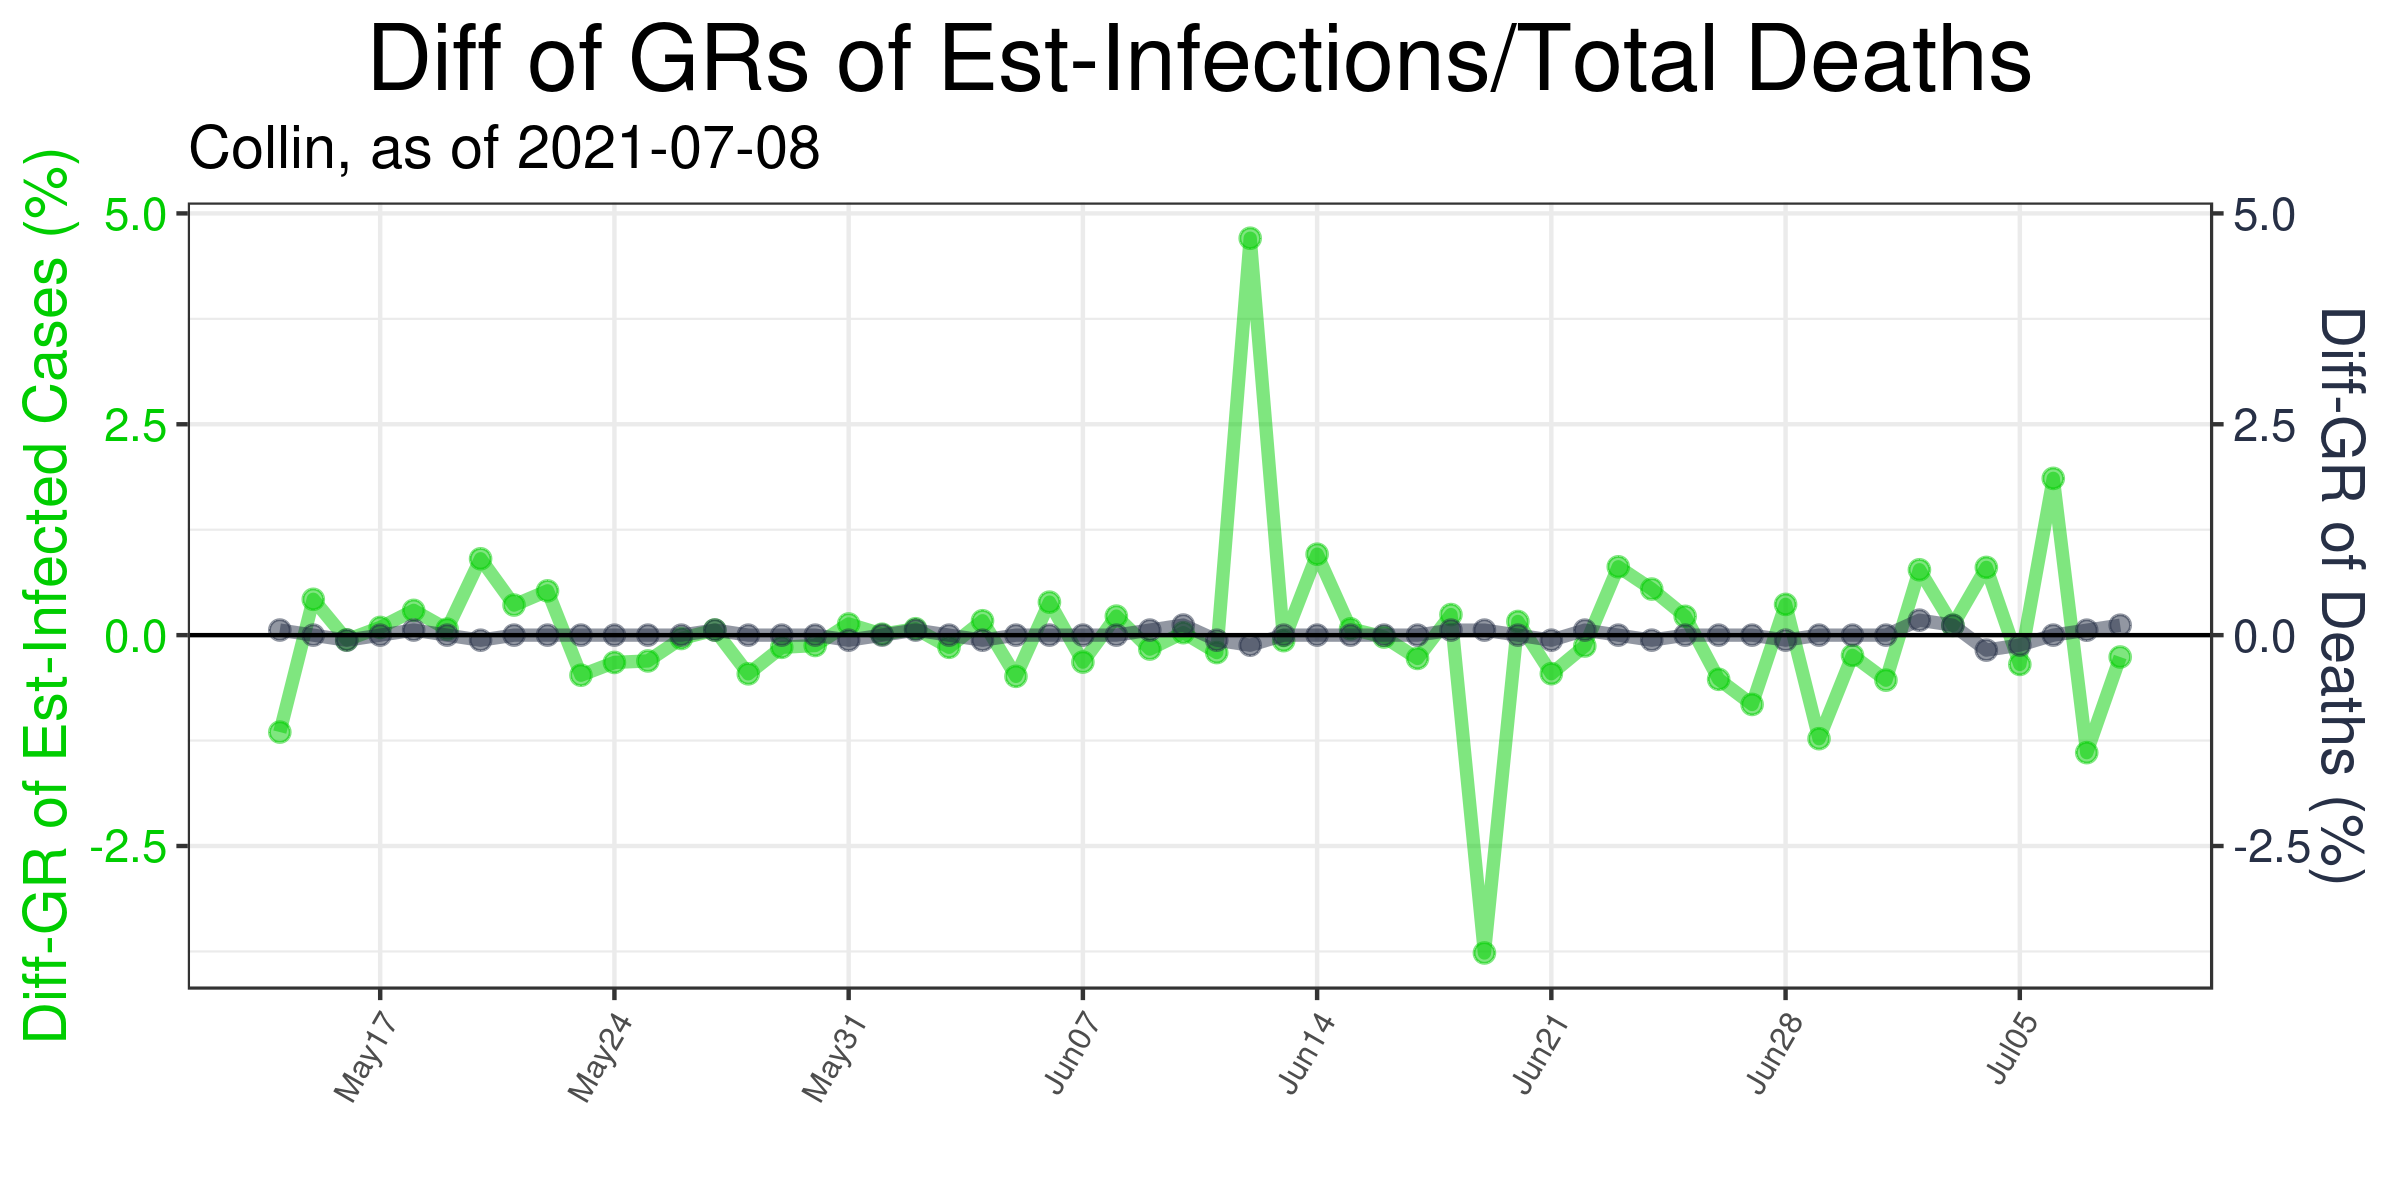 Diff of GRs of Est-Infections/Total Deaths
Collin, as of 2021-07-08
Diff-GR of Est-Infected Cases (%)
5.0
2.5
0.0
-2.5
5.0
2.5
0.0
-2.5
Diff-GR of Deaths (%)
May17
May24
May31
Jun07
Jun14
Jun21
Jun28
Jul05